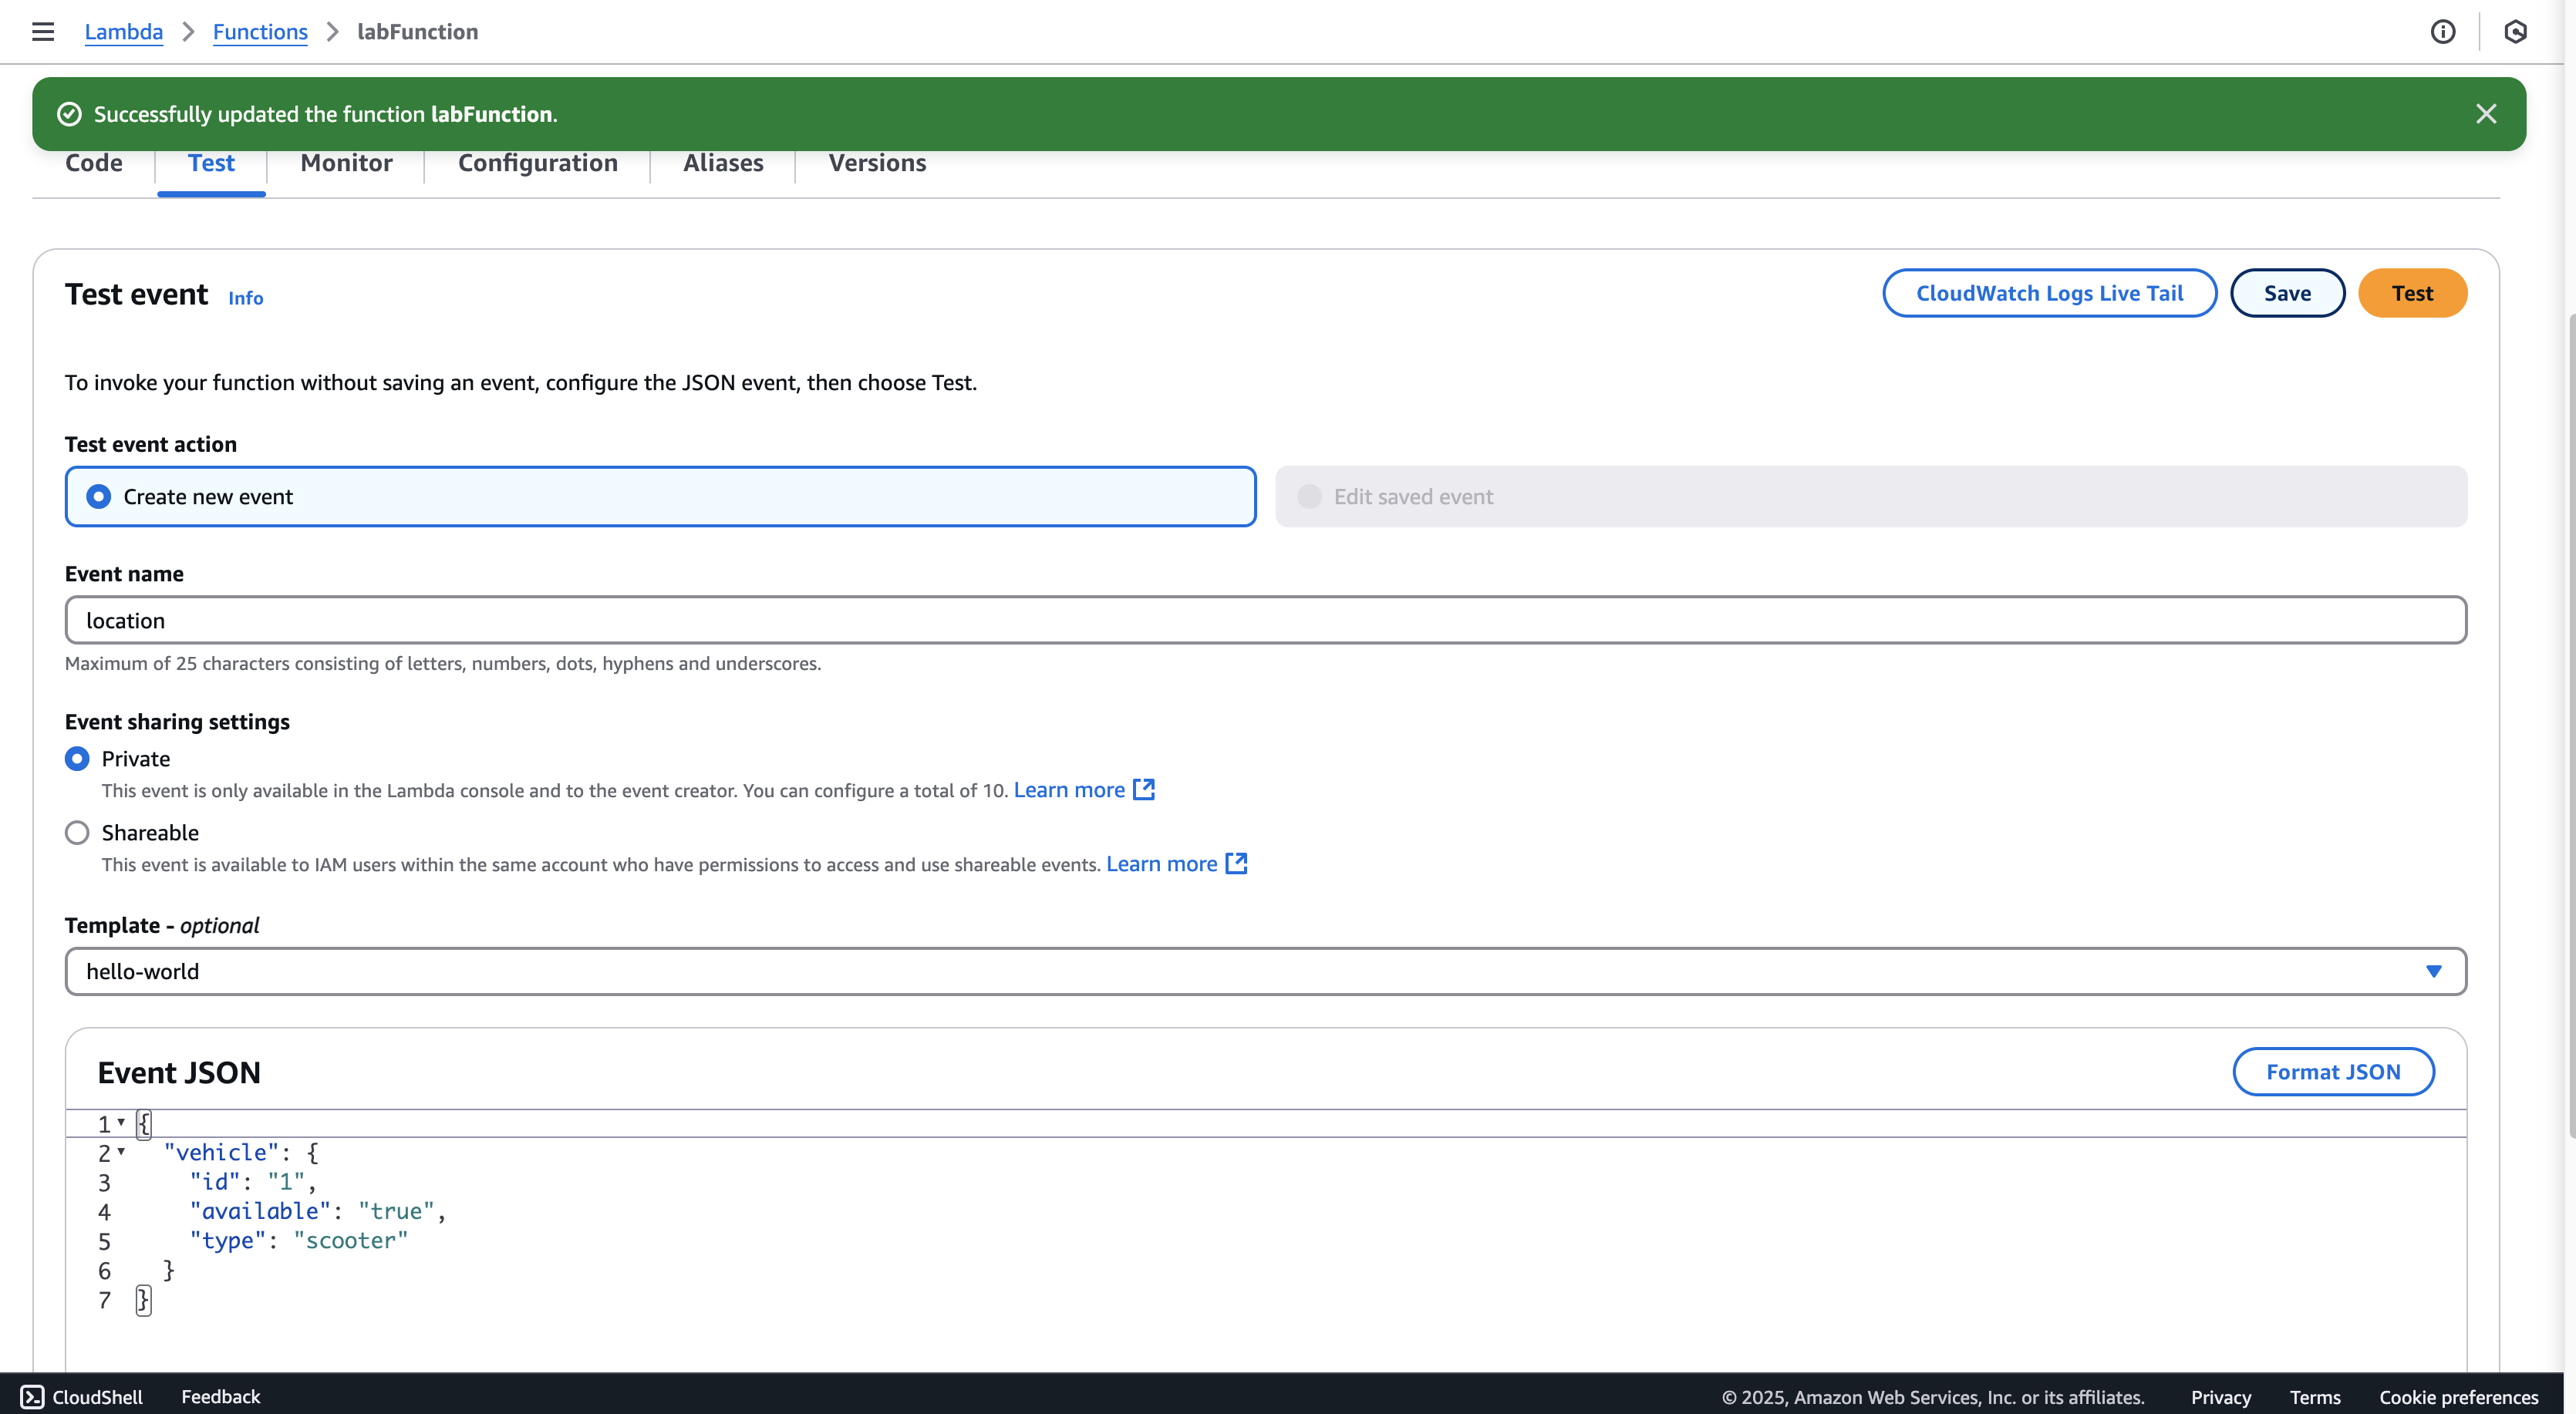 Lambda > Functions > labFunction
Successfully updated the function labFunction.
Code Test Monitor Configuration Aliases Versions
Test event Info CloudWatch Logs Live Tail Save Test
To invoke your function without saving an event, configure the JSON event, then choose Test.
Test event action
Create new event Edit saved event
Event name
location
Maximum of 25 characters consisting of letters, numbers, dots, hyphens and underscores.
Event sharing settings
Private
This event is only available in the Lambda console and to the event creator. You can configure a total of 10. Learn more
Shareable
This event is available to IAM users within the same account who have permissions to access and use shareable events. Learn more
Template - optional
hello-world
Event JSON Format JSON
1 {
2 "vehicle": {
3 "id": "1",
4 "available": "true",
5 "type": "scooter"
6 }
7 }
CloudShell Feedback © 2025, Amazon Web Services, Inc. or its affiliates. Privacy Terms Cookie preferences